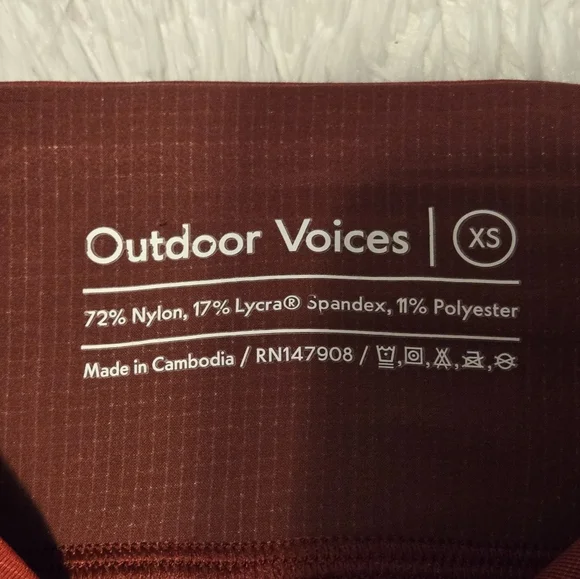 Outdoor Voices | XS
72% Nylon, 17% Lycra® Spandex, 11% Polyester
Made in Cambodia / RN147908 /